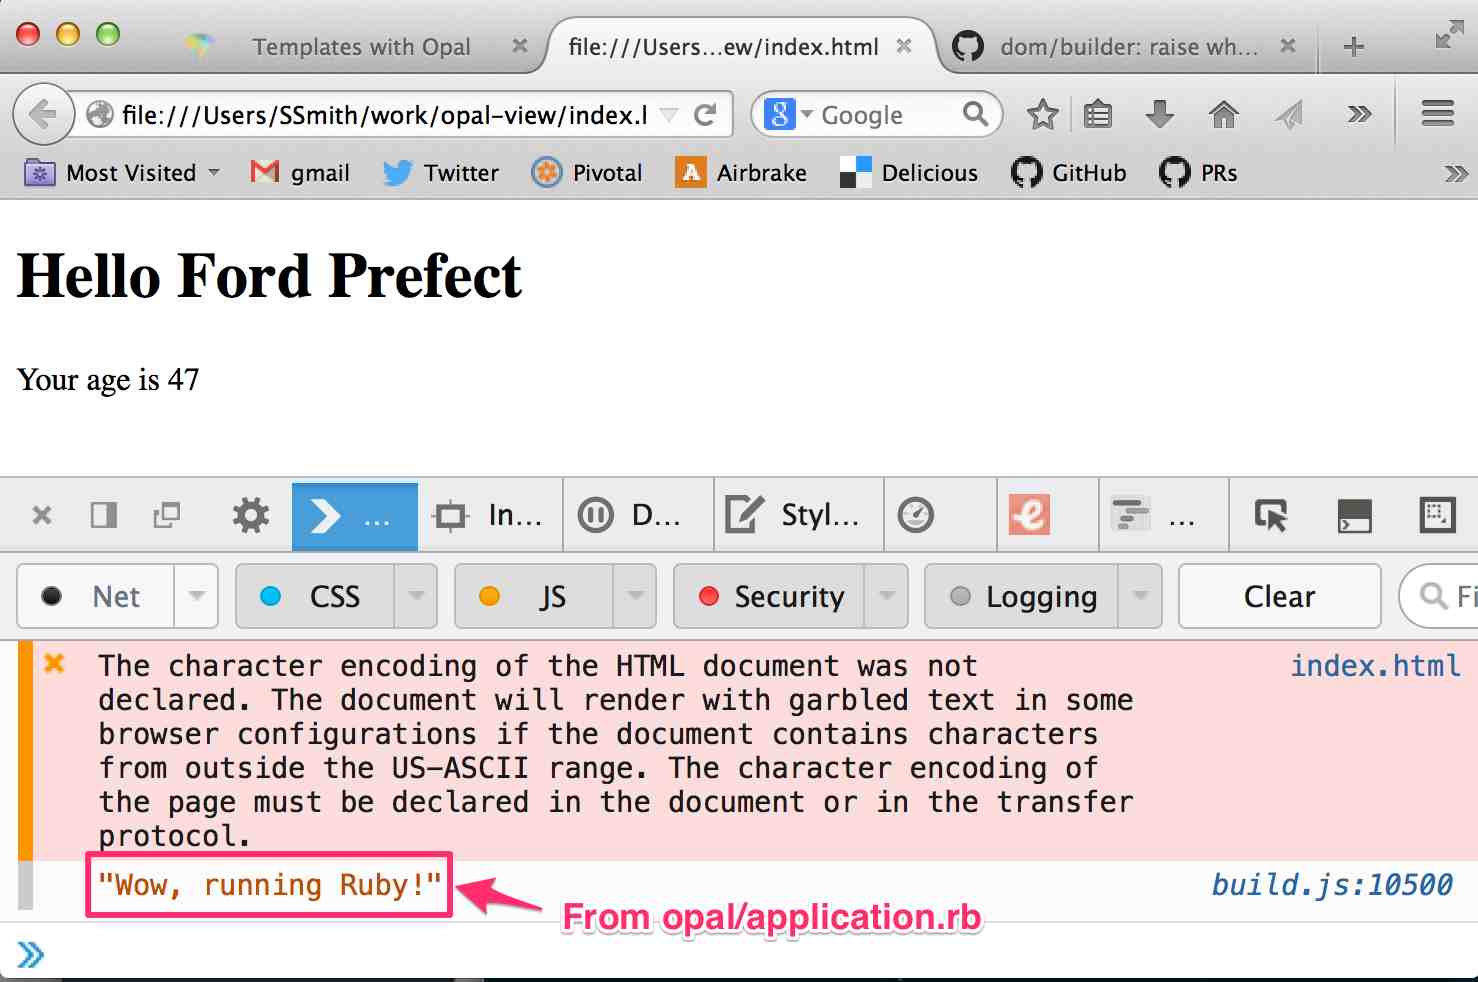 Templates with Opal
file:///Users...ew/index.html
dom/builder: raise wh...
file:///Users/SSmith/work/opal-view/index.l
8 Google
Most Visited
gmail
Twitter
Pivotal
A Airbrake
Delicious
GitHub
PRs
Hello Ford Prefect
Your age is 47
...
In...
D...
Styl...
e
...
Net
CSS
JS
Security
Logging
Clear
Fi
The character encoding of the HTML document was not
index.html
declared. The document will render with garbled text in some
browser configurations if the document contains characters
from outside the US-ASCII range. The character encoding of
the page must be declared in the document or in the transfer
protocol.
"Wow, running Ruby!"
build.js:10500
From opal/application.rb